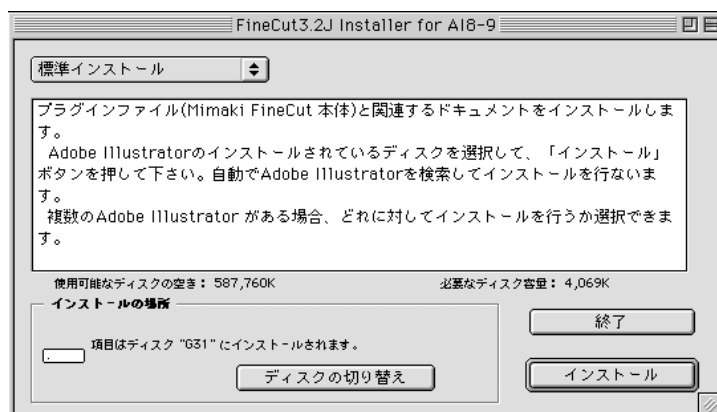 FineCut3.2J Installer for AI8-9
標準インストール
プラグインファイル(Mimaki FineCut 本体)と関連するドキュメントをインストールしま
す。
Adobe Illustratorのインストールされているディスクを選択して、「インストール」
ボタンを押して下さい。自動でAdobe Illustratorを検索してインストールを行ないま
す。
複数のAdobe Illustrator がある場合、どれに対してインストールを行うか選択できま
す。
使用可能なディスクの空き：587,760K
必要なディスク容量：4,069K
インストールの場所
項目はディスク "G31" にインストールされます。
ディスクの切り替え
終了
インストール